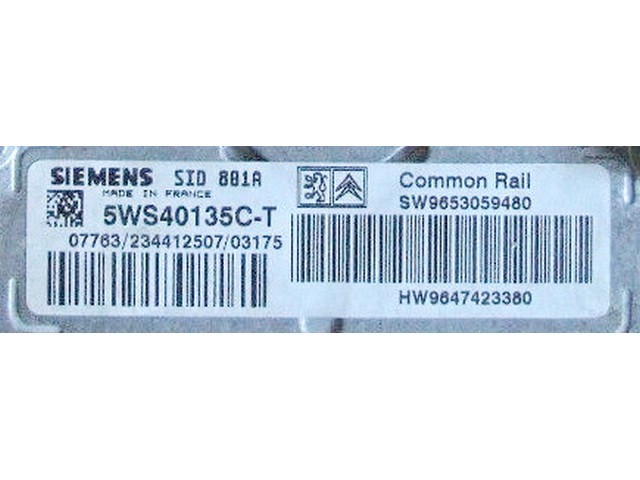 SIEMENS SID 801A
MADE IN FRANCE
5WS40135C-T
07763/234412507/03175
Common Rail
SW9653059480
HW9647423380